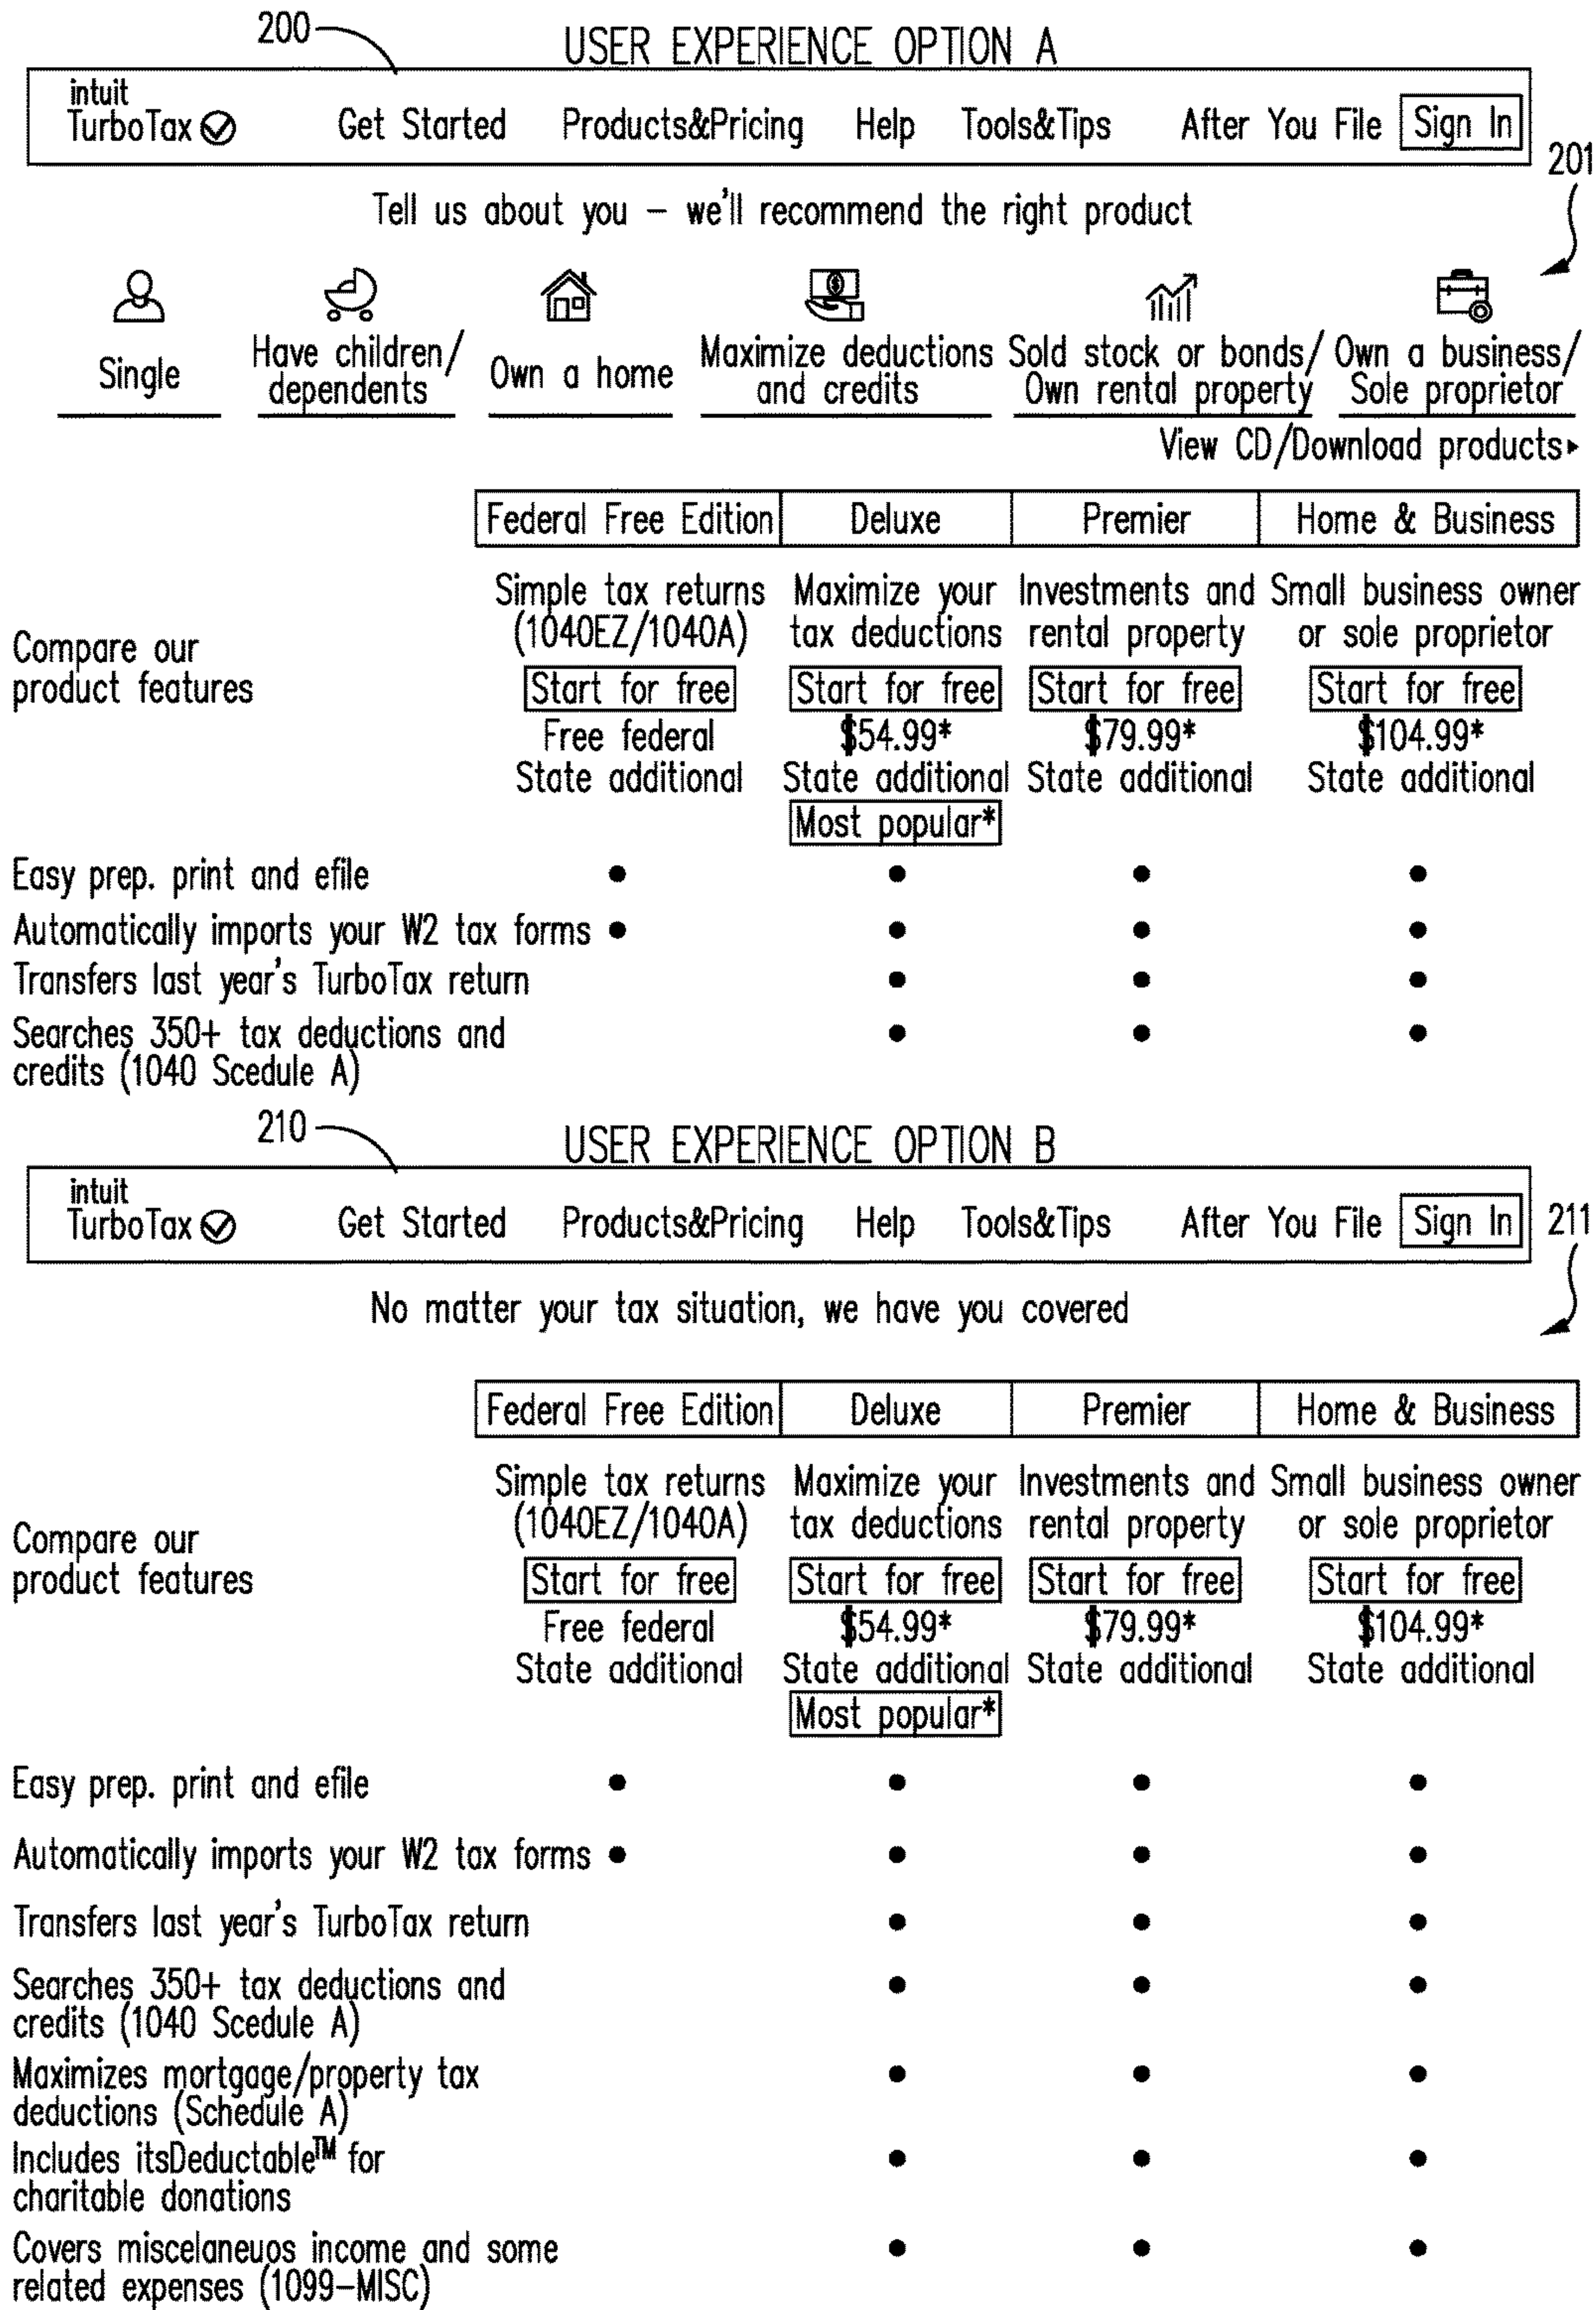 200
USER EXPERIENCE OPTION A
intuit
TurboTax Get Started Products&Pricing Help Tools&Tips After You File Sign In
201
Tell us about you – we'll recommend the right product
Single
Have children/
dependents
Own a home
Maximize deductions
and credits
Sold stock or bonds/
Own rental property
Own a business/
Sole proprietor
View CD/Download products▸
Federal Free Edition Deluxe Premier Home & Business
Compare our
product features
Simple tax returns
(1040EZ/1040A)
Start for free
Free federal
State additional
Maximize your
tax deductions
Start for free
$54.99*
State additional
Most popular*
Investments and
rental property
Start for free
$79.99*
State additional
Small business owner
or sole proprietor
Start for free
$104.99*
State additional
Easy prep. print and efile • • • •
Automatically imports your W2 tax forms • • • •
Transfers last year's TurboTax return • • •
Searches 350+ tax deductions and • • •
credits (1040 Scedule A)
210
USER EXPERIENCE OPTION B
intuit
TurboTax Get Started Products&Pricing Help Tools&Tips After You File Sign In
211
No matter your tax situation, we have you covered
Federal Free Edition Deluxe Premier Home & Business
Compare our
product features
Simple tax returns
(1040EZ/1040A)
Start for free
Free federal
State additional
Maximize your
tax deductions
Start for free
$54.99*
State additional
Most popular*
Investments and
rental property
Start for free
$79.99*
State additional
Small business owner
or sole proprietor
Start for free
$104.99*
State additional
Easy prep. print and efile • • • •
Automatically imports your W2 tax forms • • • •
Transfers last year's TurboTax return • • •
Searches 350+ tax deductions and • • •
credits (1040 Scedule A)
Maximizes mortgage/property tax • • •
deductions (Schedule A)
Includes itsDeductable™ for • • •
charitable donations
Covers miscelaneuos income and some • • •
related expenses (1099–MISC)